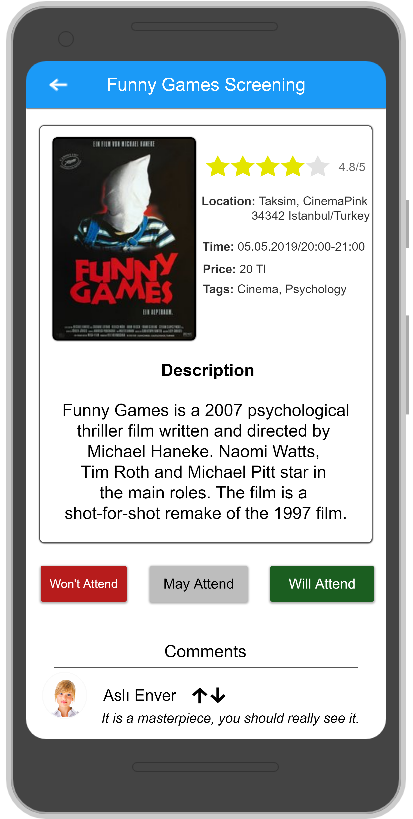 Funny Games Screening
EIN FILM VON MICHAEL HANEKE
FUNNY
GAMES
EIN ALPTRAUM.
4.8/5
Location: Taksim, CinemaPink
34342 Istanbul/Turkey
Time: 05.05.2019/20:00-21:00
Price: 20 Tl
Tags: Cinema, Psychology
Description
Funny Games is a 2007 psychological
thriller film written and directed by
Michael Haneke. Naomi Watts,
Tim Roth and Michael Pitt star in
the main roles. The film is a
shot-for-shot remake of the 1997 film.
Won't Attend
May Attend
Will Attend
Comments
Aslı Enver
It is a masterpiece, you should really see it.